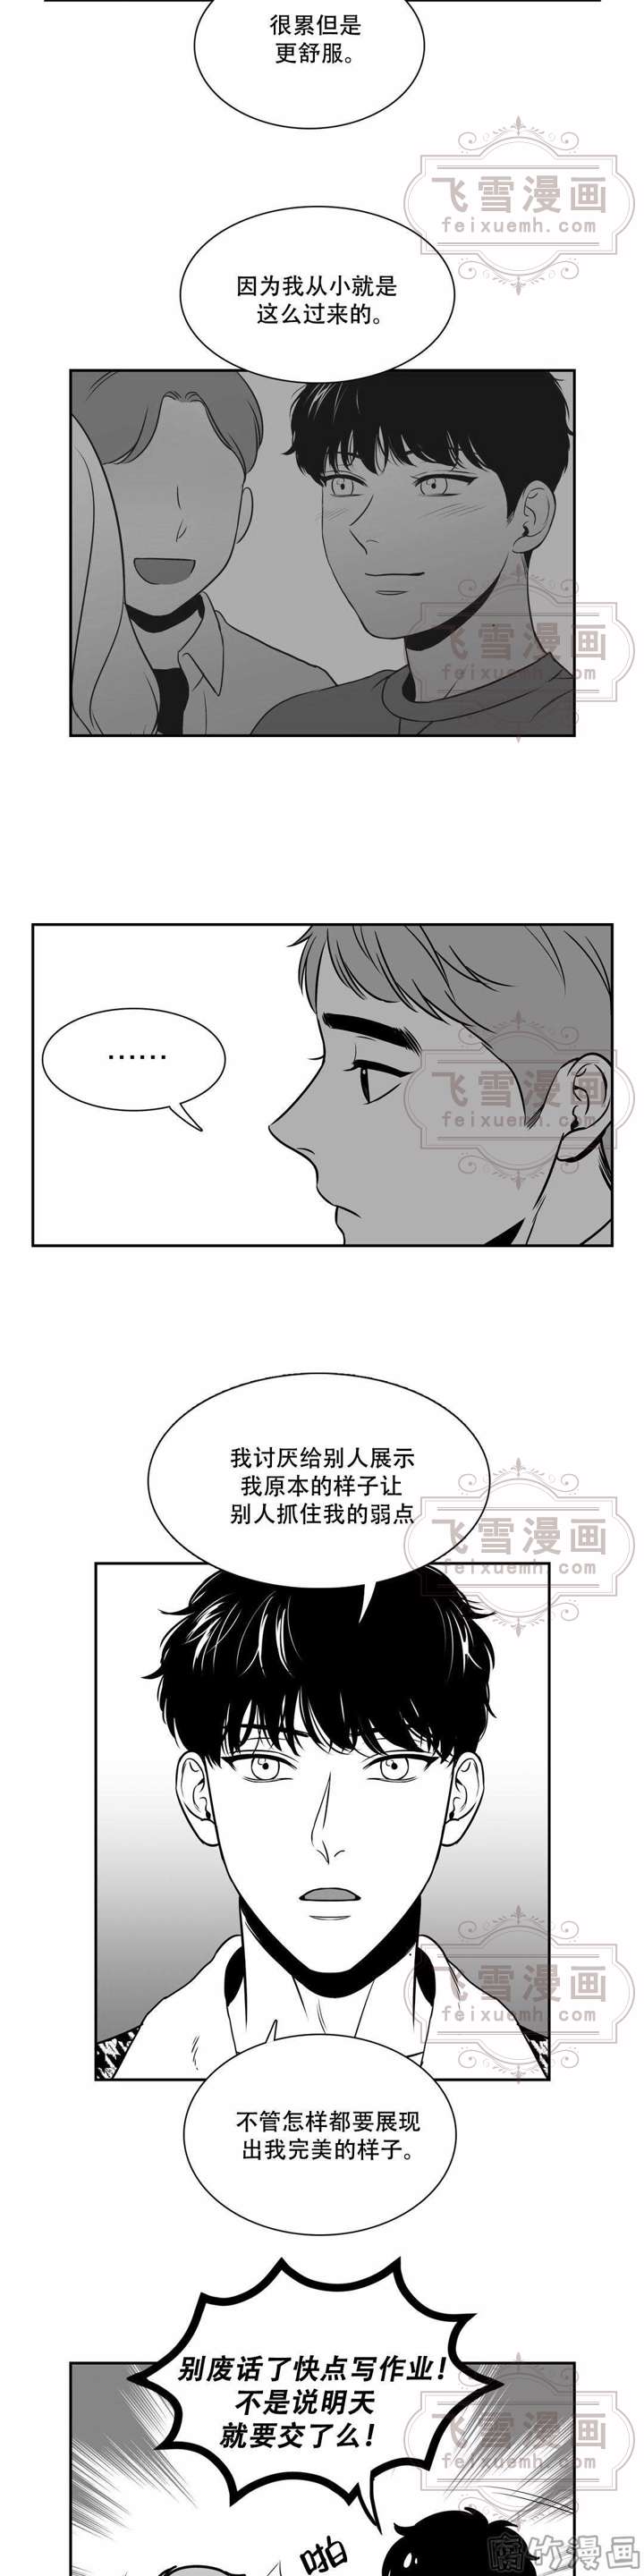 很累但是
更舒服。
飞雪漫画
feixuemh.com
因为我从小就是
这么过来的。
飞雪漫画
feixuemh.com
······
飞雪漫画
feixuemh.com
我讨厌给别人展示
我原本的样子让
别人抓住我的弱点
飞雪漫画
feixuemh.com
飞雪漫画
feixuemh.com
不管怎样都要展现
出我完美的样子。
别废话了快点写作业！
不是说明天
就要交了么！
飞雪漫画
feixuemh.com
啪
腐竹漫画